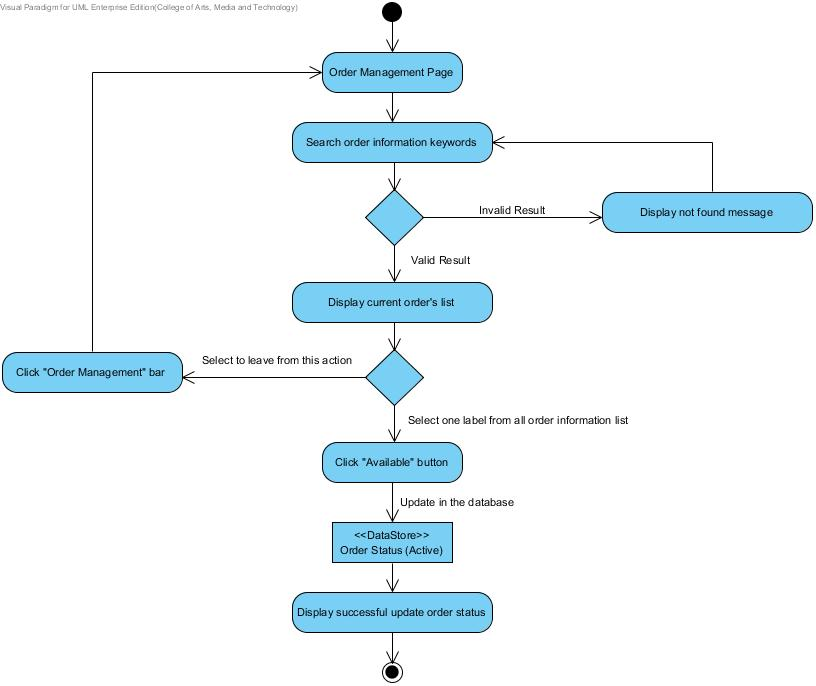 Visual Paradigm for UML Enterprise Edition(College of Arts, Media and Technology)
Order Management Page
Search order information keywords
Invalid Result
Display not found message
Valid Result
Display current order's list
Select to leave from this action
Click "Order Management" bar
Select one label from all order information list
Click "Available" button
Update in the database
<<DataStore>>
Order Status (Active)
Display successful update order status